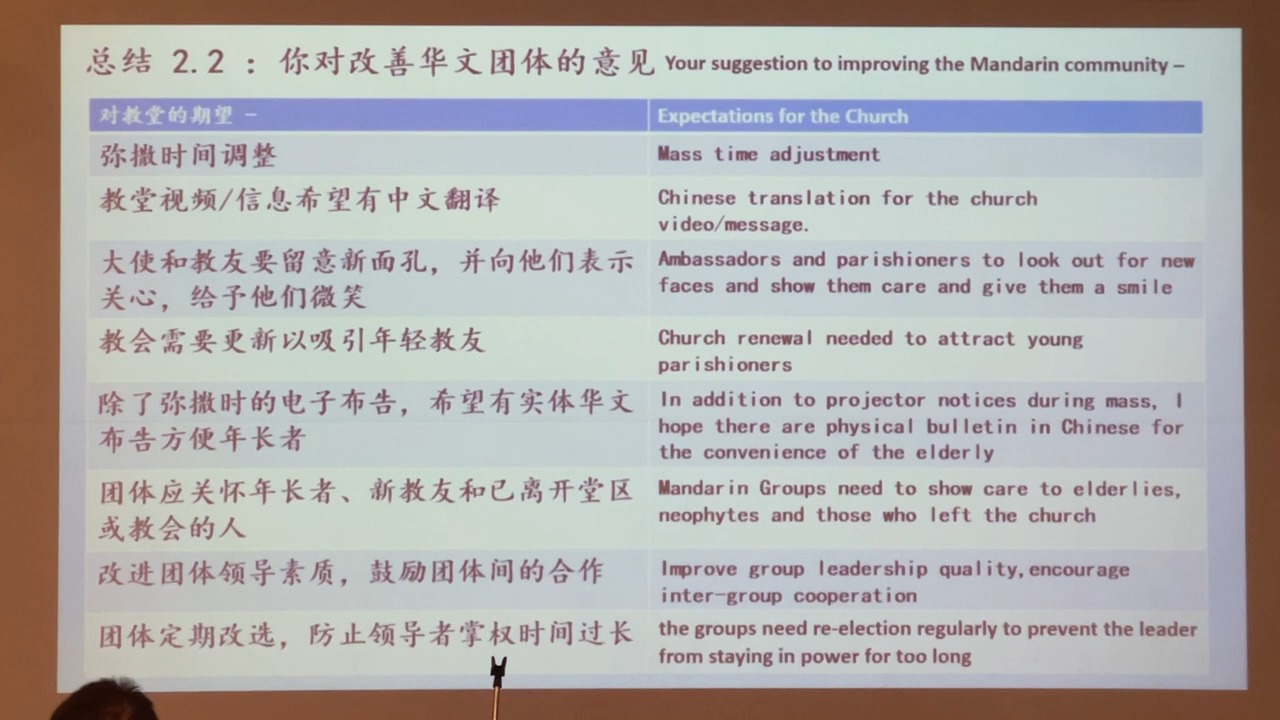 总结 2.2 : 你对改善华文团体的意见 Your suggestion to improving the Mandarin community –
对教堂的期望 –
Expectations for the Church
弥撒时间调整
Mass time adjustment
教堂视频/信息希望有中文翻译
Chinese translation for the church
video/message.
大使和教友要留意新面孔，并向他们表示
关心，给予他们微笑
Ambassadors and parishioners to look out for new
faces and show them care and give them a smile
教会需要更新以吸引年轻教友
Church renewal needed to attract young
parishioners
除了弥撒时的电子布告，希望有实体华文
布告方便年长者
In addition to projector notices during mass, I
hope there are physical bulletin in Chinese for
the convenience of the elderly
团体应关怀年长者、新教友和已离开堂区
或教会的人
Mandarin Groups need to show care to elderlies,
neophytes and those who left the church
改进团体领导素质，鼓励团体间的合作
Improve group leadership quality,encourage
inter-group cooperation
团体定期改选，防止领导者掌权时间过长
the groups need re-election regularly to prevent the leader
from staying in power for too long